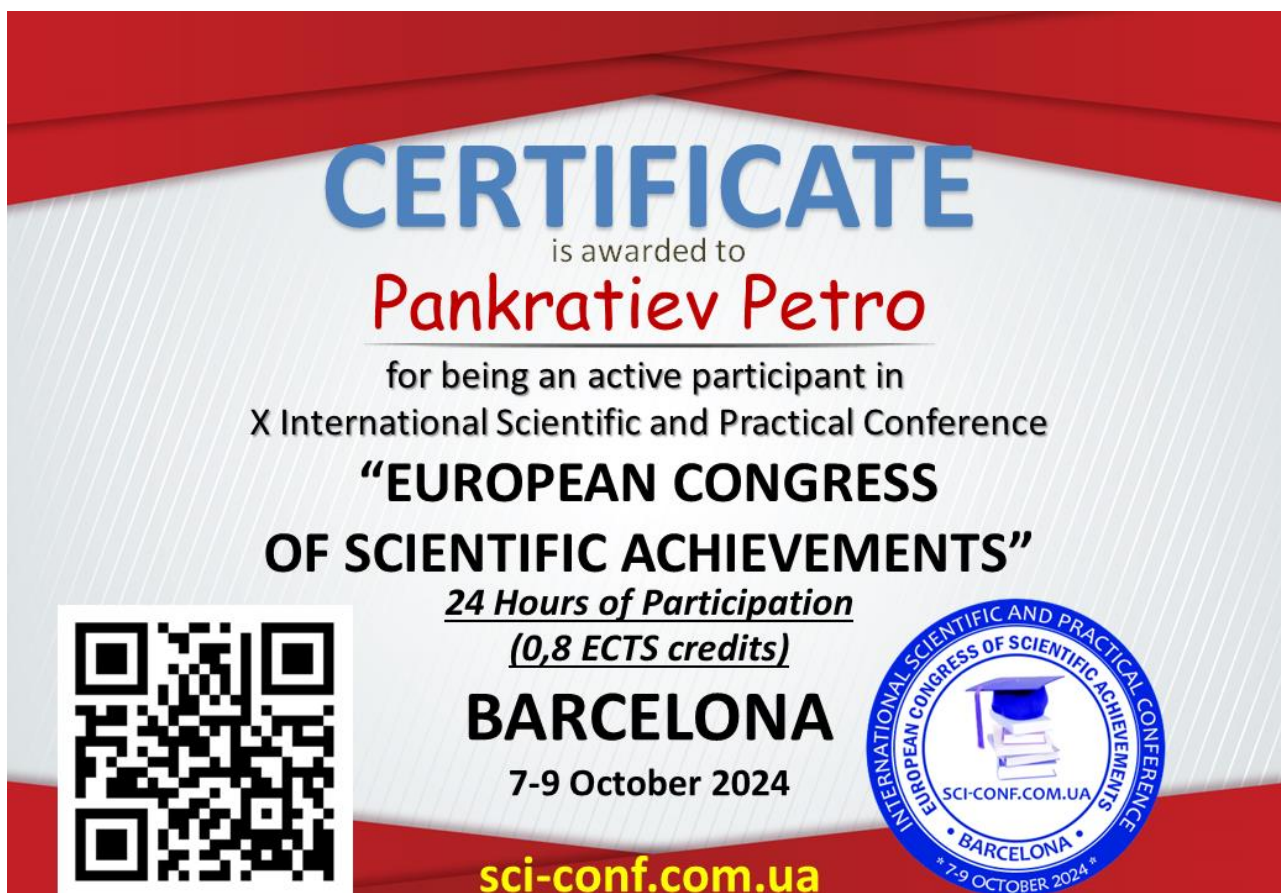 CERTIFICATE
is awarded to
Pankratiev Petro
for being an active participant in
X International Scientific and Practical Conference
“EUROPEAN CONGRESS
OF SCIENTIFIC ACHIEVEMENTS”
24 Hours of Participation
(0,8 ECTS credits)
BARCELONA
7-9 October 2024
sci-conf.com.ua
INTERNATIONAL SCIENTIFIC AND PRACTICAL CONFERENCE
EUROPEAN CONGRESS OF SCIENTIFIC ACHIEVEMENTS
SCI-CONF.COM.UA
• BARCELONA •
* 7-9 OCTOBER 2024 *